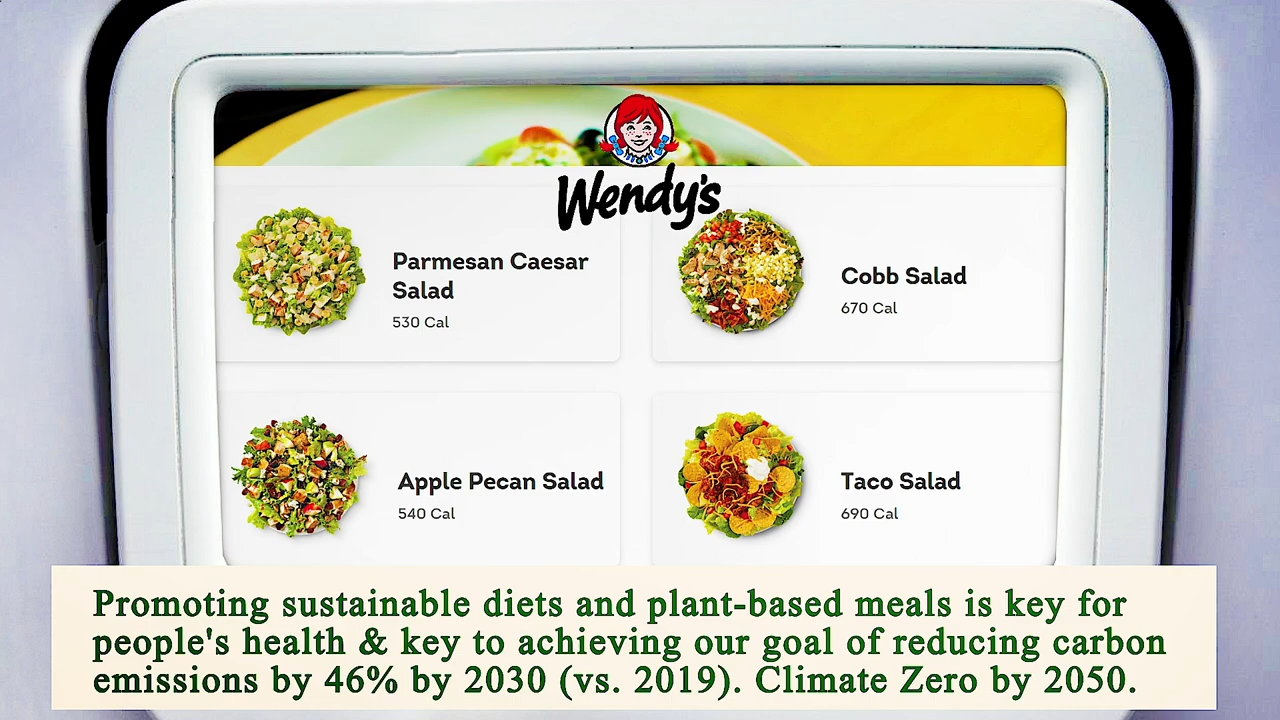 Wendy's
Parmesan Caesar
Salad
530 Cal
Cobb Salad
670 Cal
Apple Pecan Salad
540 Cal
Taco Salad
690 Cal
Promoting sustainable diets and plant-based meals is key for
people's health & key to achieving our goal of reducing carbon
emissions by 46% by 2030 (vs. 2019). Climate Zero by 2050.